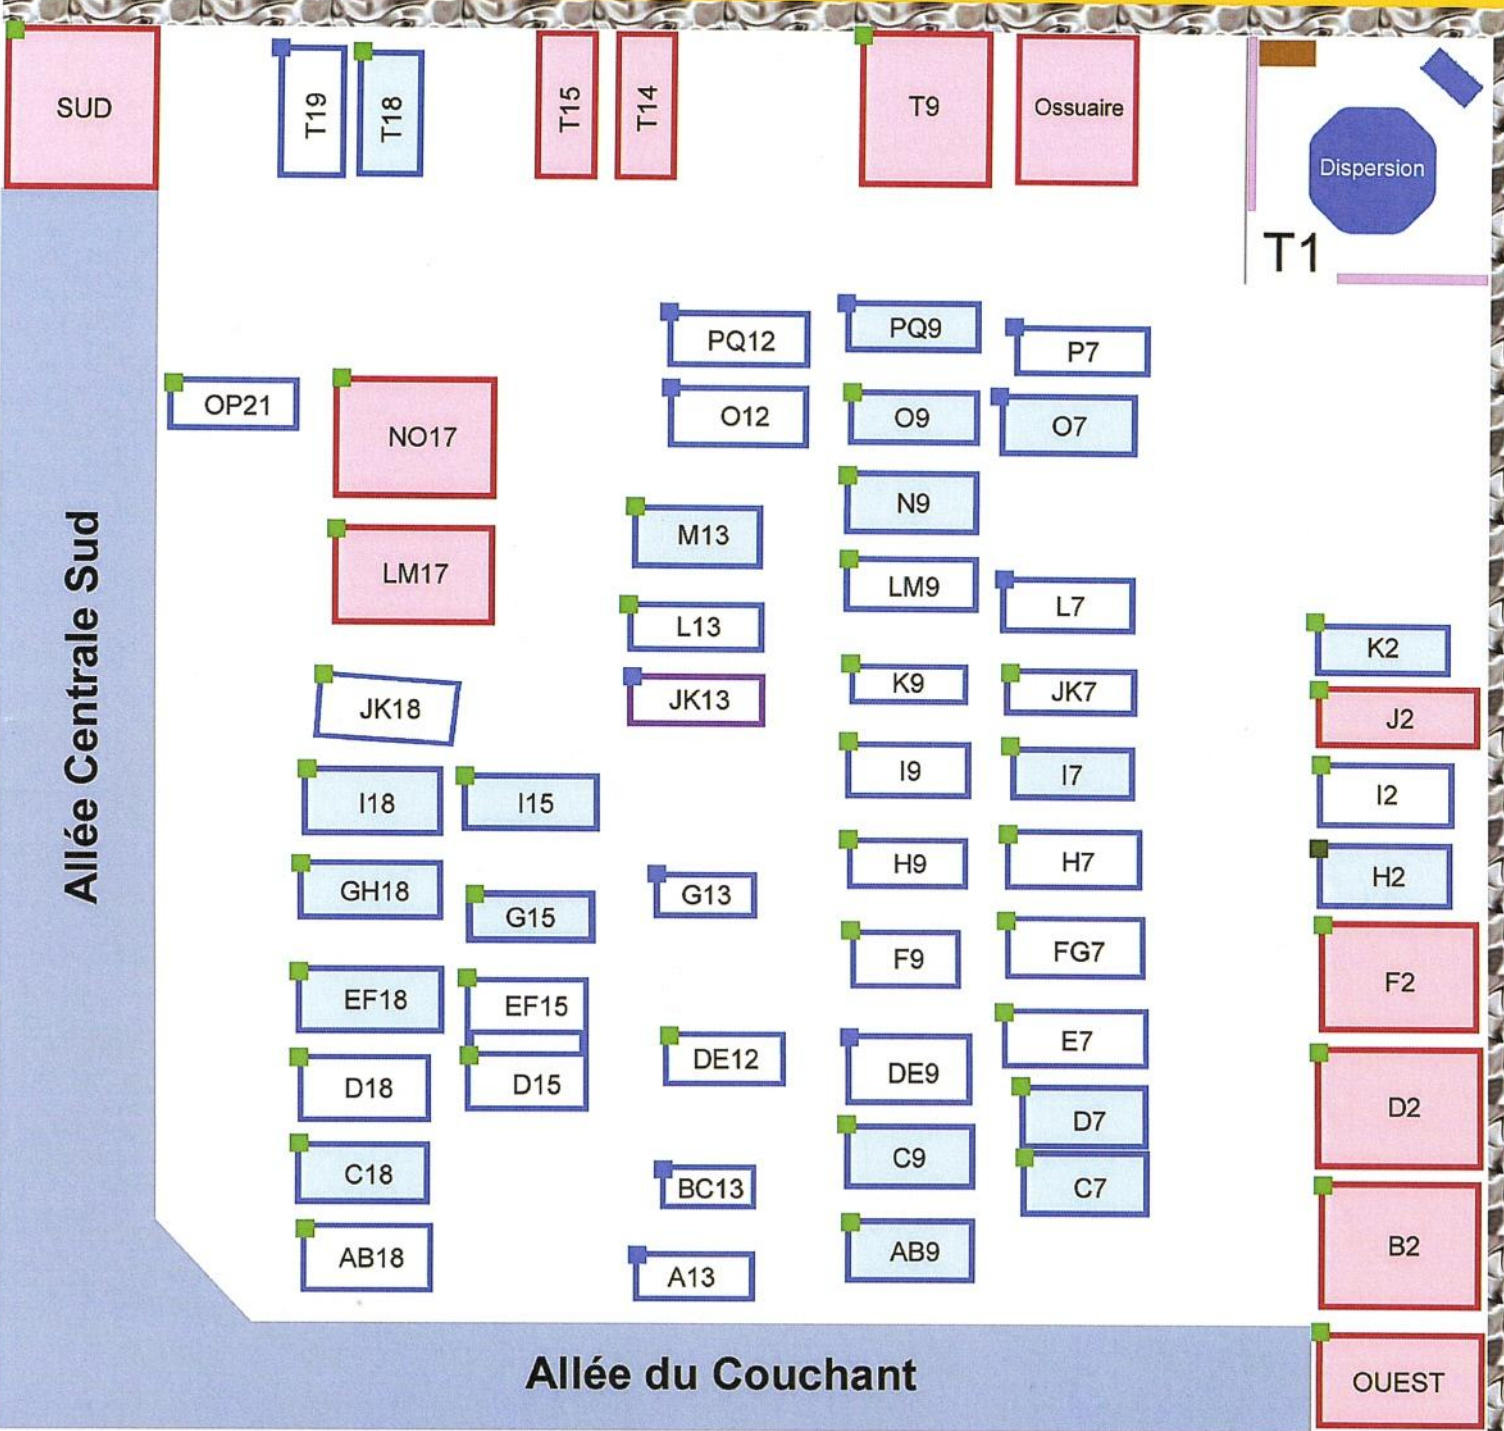 SUD
T19
T18
T15
T14
T9
Ossuaire
Dispersion
T1
PQ12
PQ9
P7
OP21
NO17
O12
O9
O7
N9
M13
LM17
LM9
L7
L13
K2
JK18
JK13
K9
JK7
J2
I18
I15
I9
I7
I2
GH18
G15
G13
H9
H7
H2
EF18
EF15
F9
FG7
F2
D18
D15
DE12
DE9
E7
D7
D2
C18
BC13
C9
C7
AB18
A13
AB9
B2
Allée Centrale Sud
Allée du Couchant
OUEST